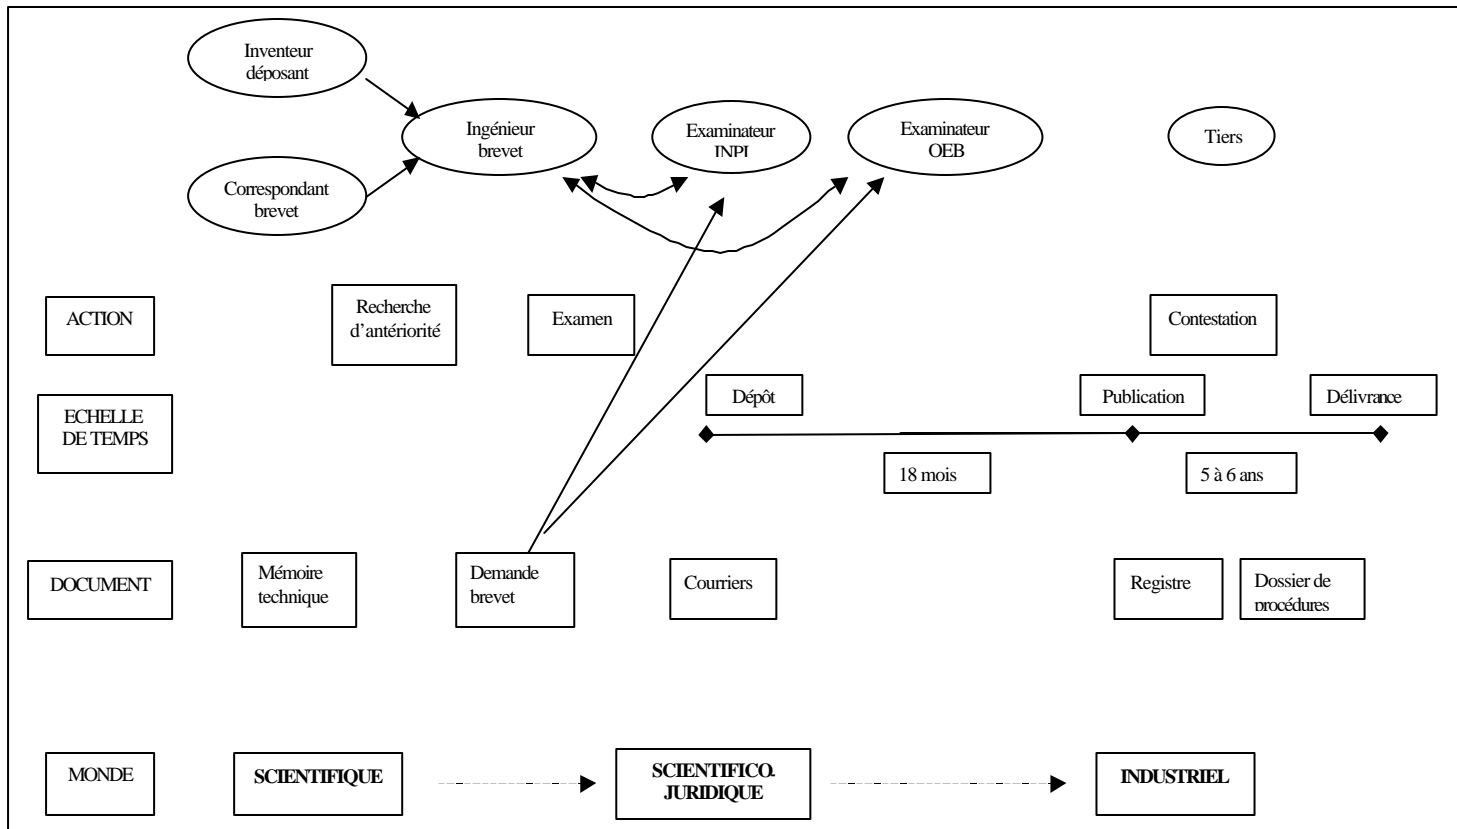 Inventeur
déposant
Ingénieur
brevet
Examinateur
INPI
Examinateur
OEB
Tiers
Correspondant
brevet
ACTION
Recherche
d’antériorité
Examen
Contestation
ECHELLE
DE TEMPS
Dépôt
Publication
Délivrance
18 mois
5 à 6 ans
DOCUMENT
Mémoire
technique
Demande
brevet
Courriers
Registre
Dossier de
procédures
MONDE
SCIENTIFIQUE
SCIENTIFICO.
JURIDIQUE
INDUSTRIEL